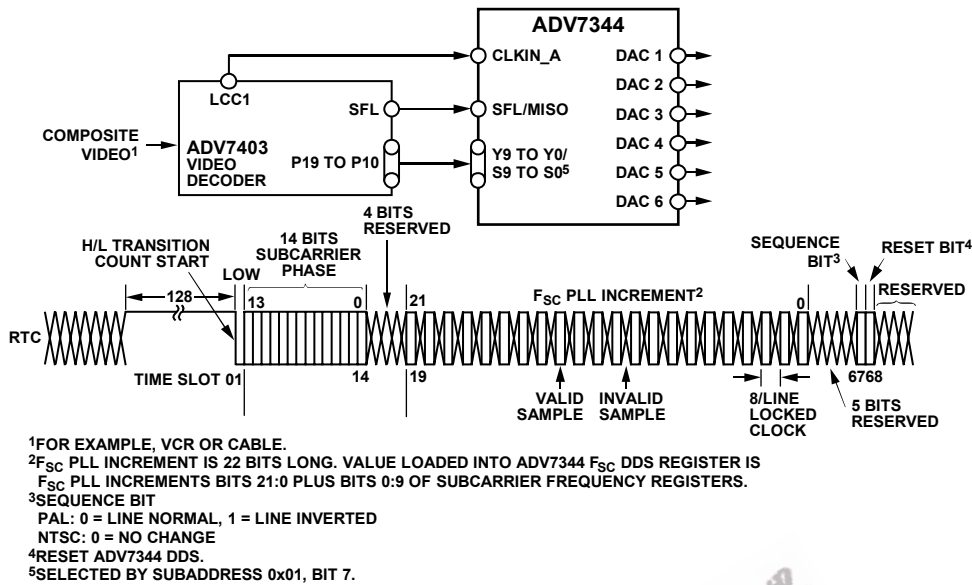 ADV7344
CLKIN_A
DAC 1
DAC 2
LCC1
SFL
SFL/MISO
DAC 3
COMPOSITE
VIDEO¹
ADV7403
VIDEO
DECODER
P19 TO P10
Y9 TO Y0/
S9 TO S0⁵
DAC 4
DAC 5
DAC 6
H/L TRANSITION
COUNT START
LOW
14 BITS
SUBCARRIER
PHASE
4 BITS
RESERVED
SEQUENCE
BIT³
RESET BIT⁴
RESERVED
128
13
0
21
FSC PLL INCREMENT²
0
RTC
TIME SLOT 01
14
19
VALID
SAMPLE
INVALID
SAMPLE
8/LINE
LOCKED
CLOCK
6768
5 BITS
RESERVED
¹FOR EXAMPLE, VCR OR CABLE.
²FSC PLL INCREMENT IS 22 BITS LONG. VALUE LOADED INTO ADV7344 FSC DDS REGISTER IS
FSC PLL INCREMENTS BITS 21:0 PLUS BITS 0:9 OF SUBCARRIER FREQUENCY REGISTERS.
³SEQUENCE BIT
PAL: 0 = LINE NORMAL, 1 = LINE INVERTED
NTSC: 0 = NO CHANGE
⁴RESET ADV7344 DDS.
⁵SELECTED BY SUBADDRESS 0x01, BIT 7.